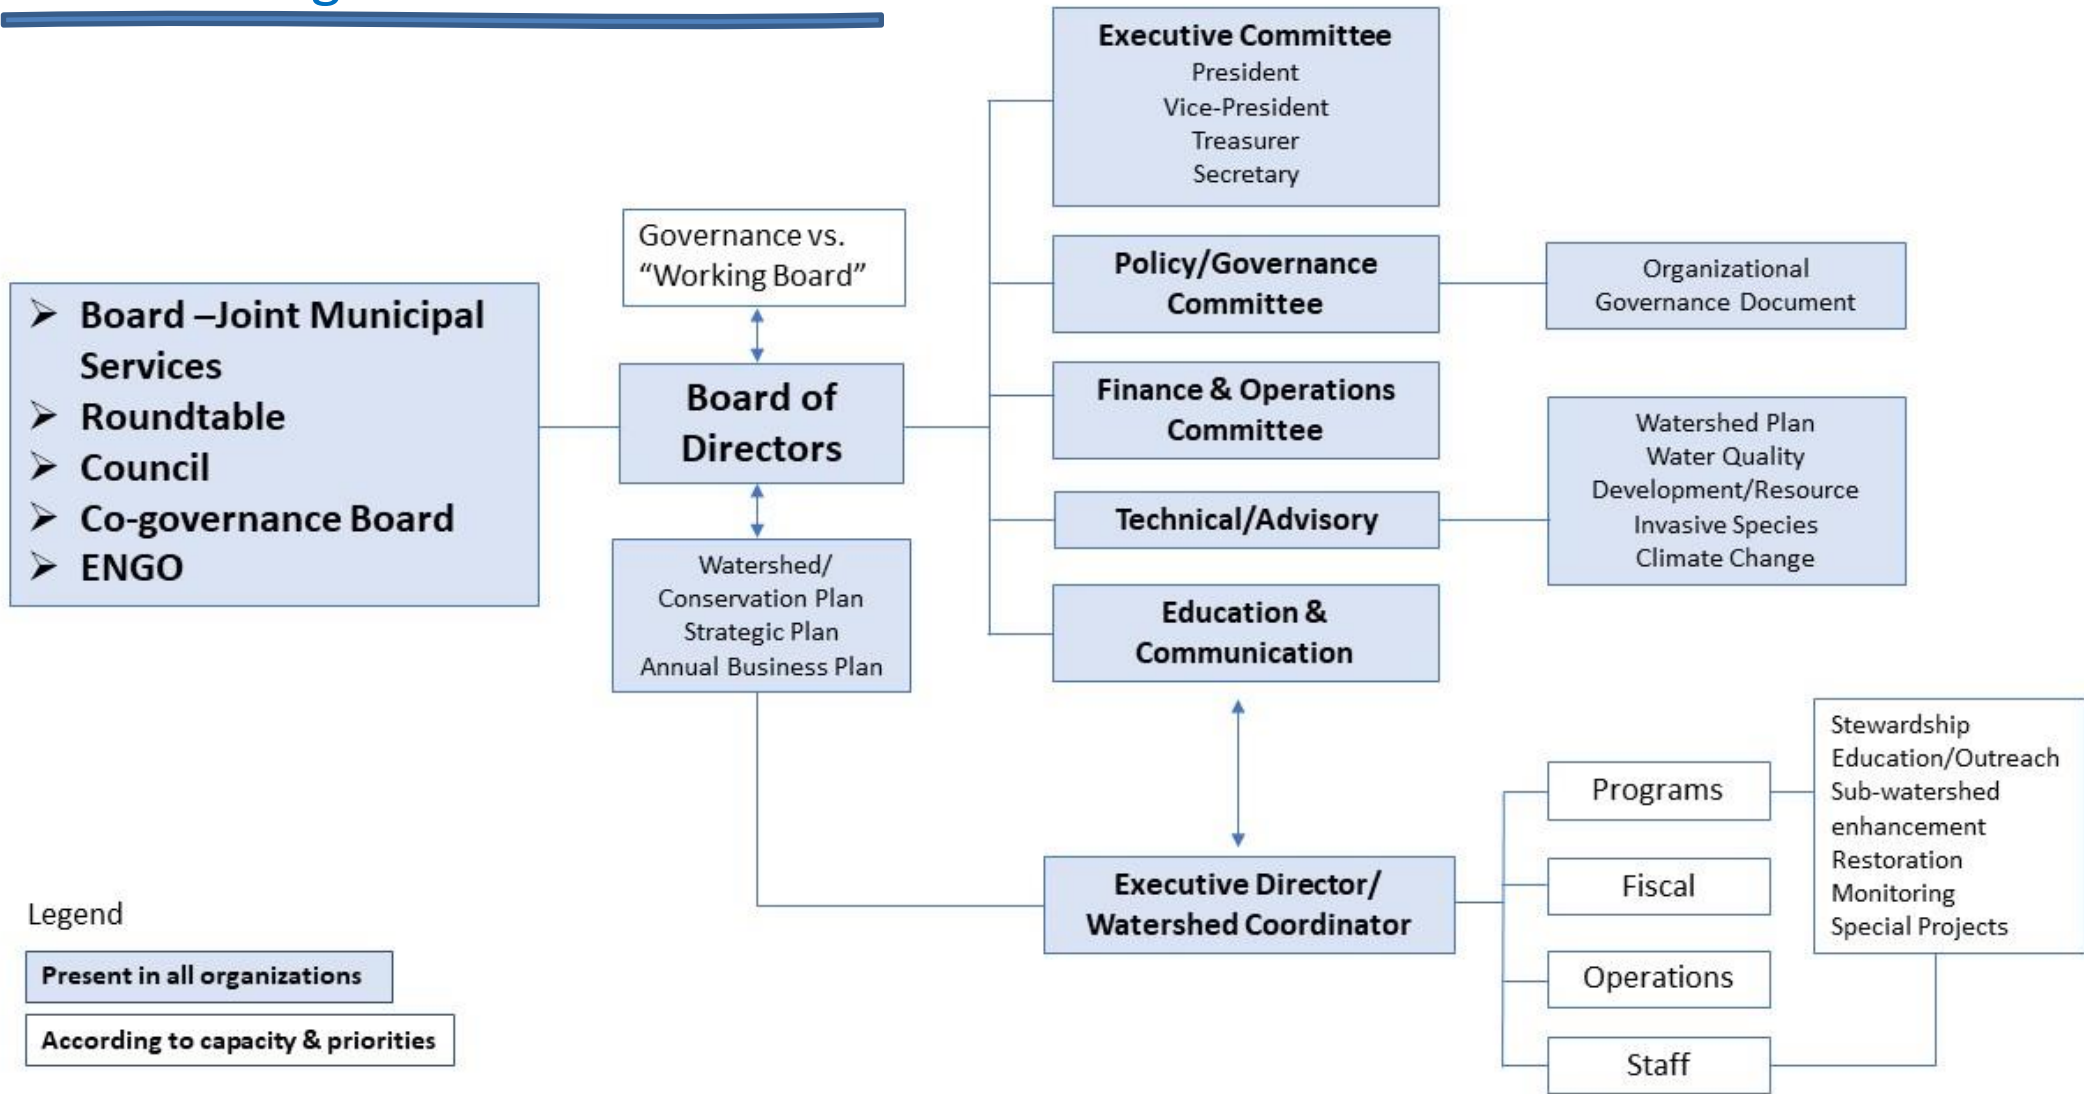 Executive Committee
President
Vice-President
Treasurer
Secretary
Governance vs.
“Working Board”
Policy/Governance
Committee
Organizational
Governance Document
➢ Board –Joint Municipal
Services
➢ Roundtable
➢ Council
➢ Co-governance Board
➢ ENGO
Board of
Directors
Finance & Operations
Committee
Watershed Plan
Water Quality
Development/Resource
Invasive Species
Climate Change
Technical/Advisory
Watershed/
Conservation Plan
Strategic Plan
Annual Business Plan
Education &
Communication
Executive Director/
Watershed Coordinator
Programs
Fiscal
Operations
Staff
Stewardship
Education/Outreach
Sub-watershed
enhancement
Restoration
Monitoring
Special Projects
Legend
Present in all organizations
According to capacity & priorities